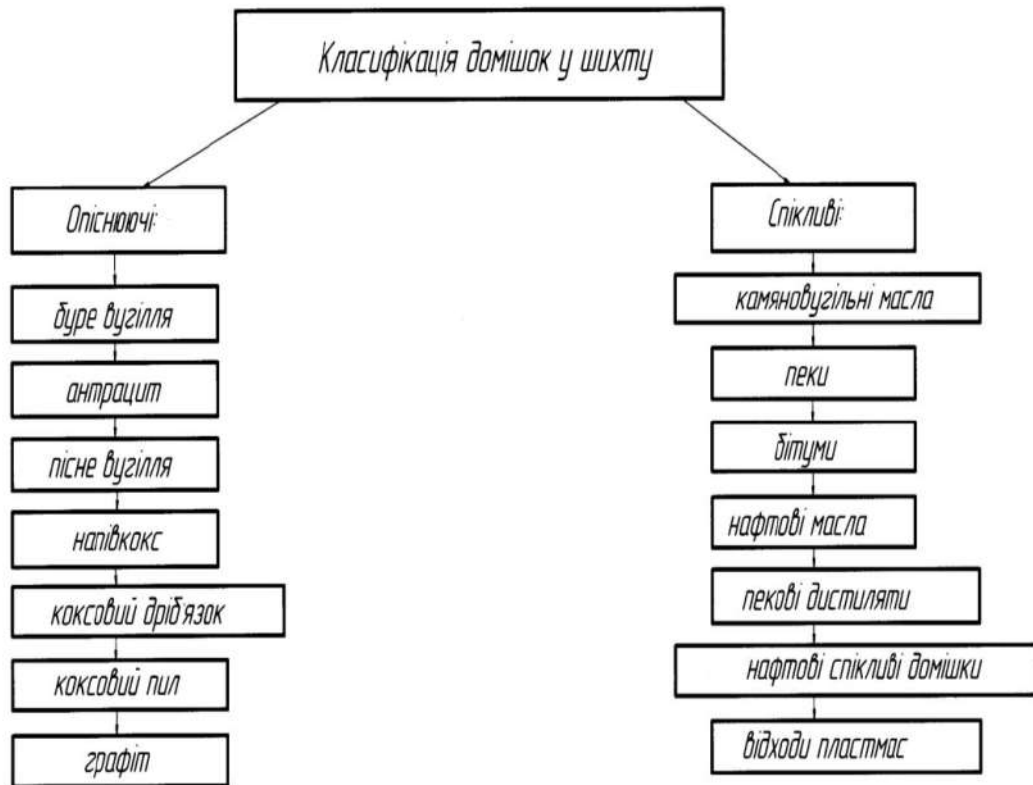 Класифікація домішок у шихту
Опіснюючі:
буре вугілля
антрацит
пісне вугілля
напівкокс
коксовий дріб'язок
коксовий пил
графіт
Спікливі:
камяновугільні масла
пеки
бітуми
нафтові масла
пекові дистиляти
нафтові спікливі домішки
відходи пластмас